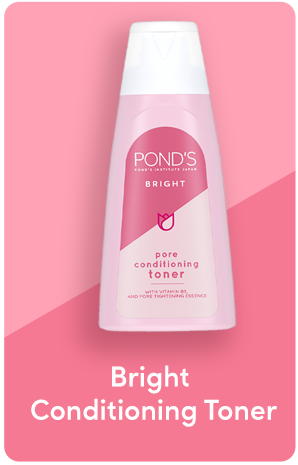 POND'S
POND'S INSTITUTE JAPAN
BRIGHT
pore
conditioning
toner
WITH VITAMIN B3,
AND PORE TIGHTENING ESSENCE
Bright
Conditioning Toner